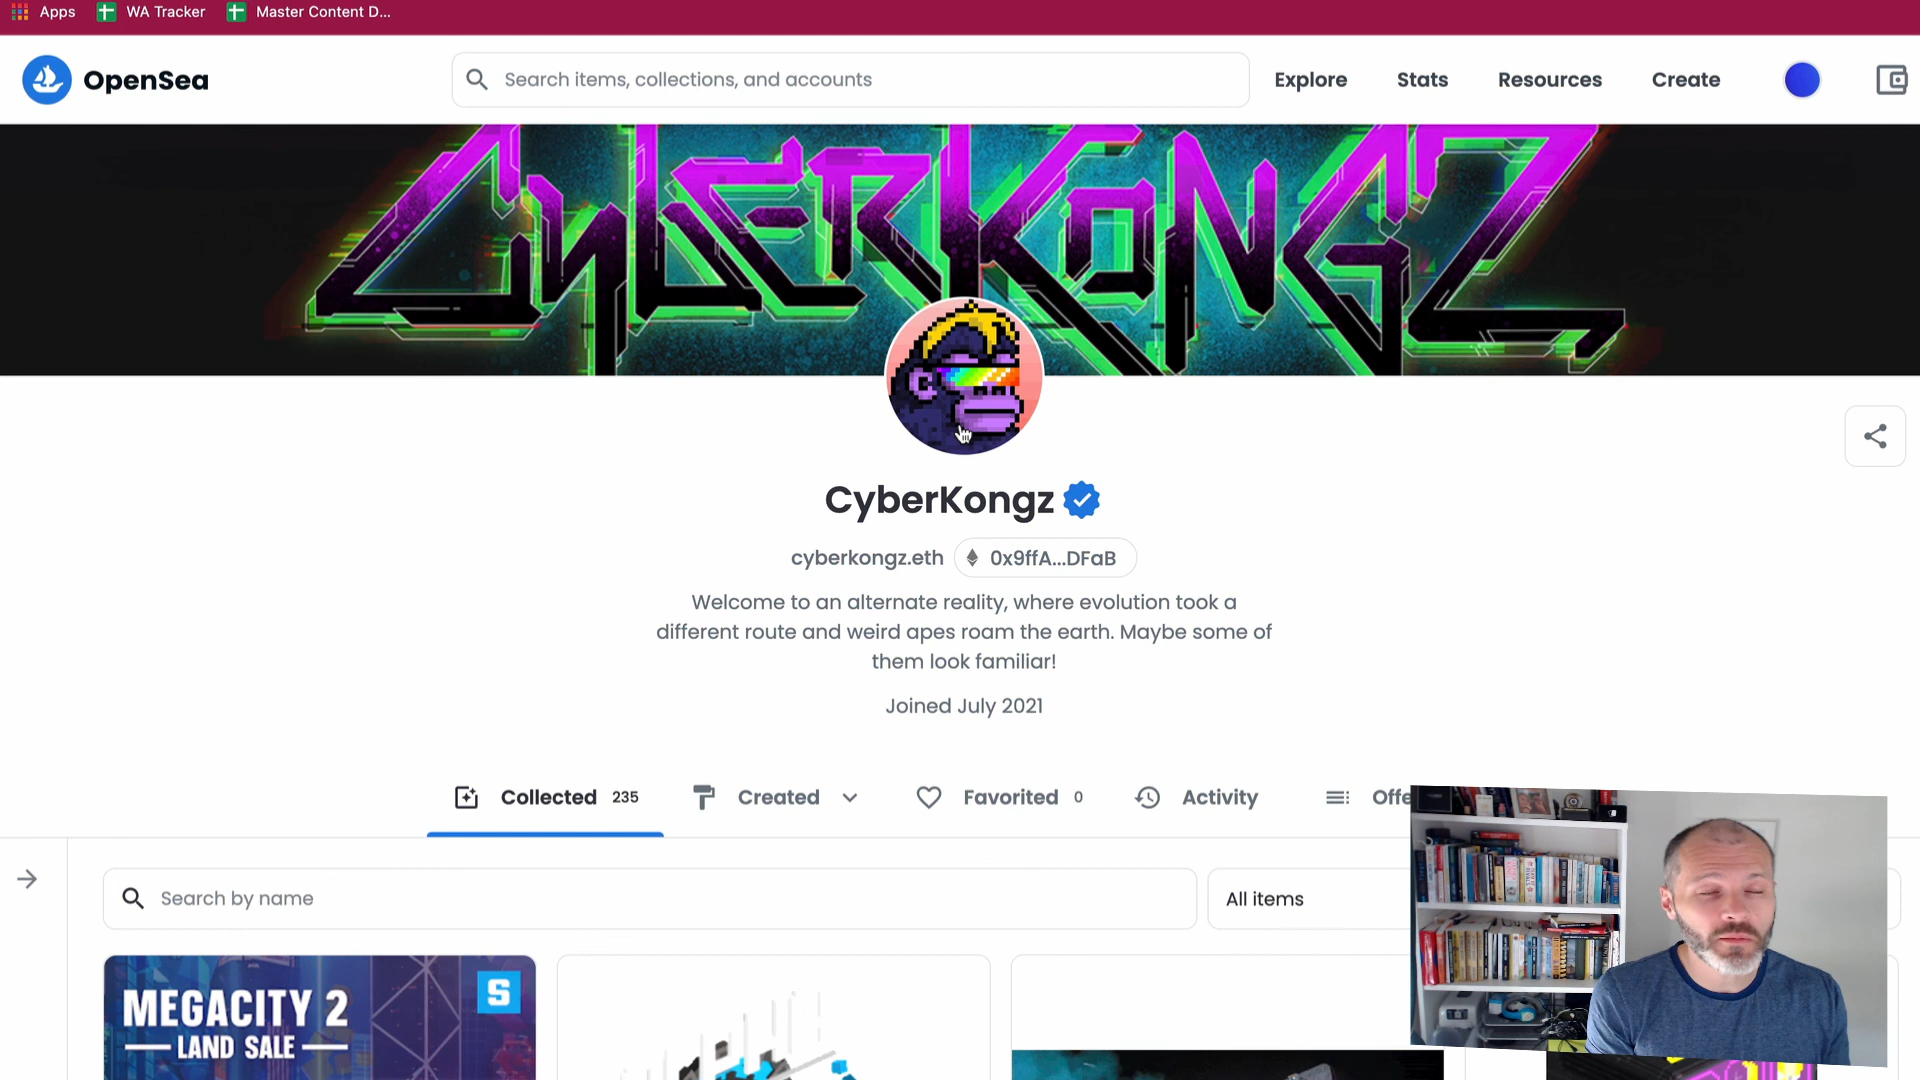 Apps WA Tracker Master Content D...
OpenSea Search items, collections, and accounts Explore Stats Resources Create
CYBERKONGZ
CyberKongz
cyberkongz.eth 0x9ffA...DFaB
Welcome to an alternate reality, where evolution took a
different route and weird apes roam the earth. Maybe some of
them look familiar!
Joined July 2021
Collected 235 Created Favorited 0 Activity Offe
Search by name All items
MEGACITY 2 S
LAND SALE